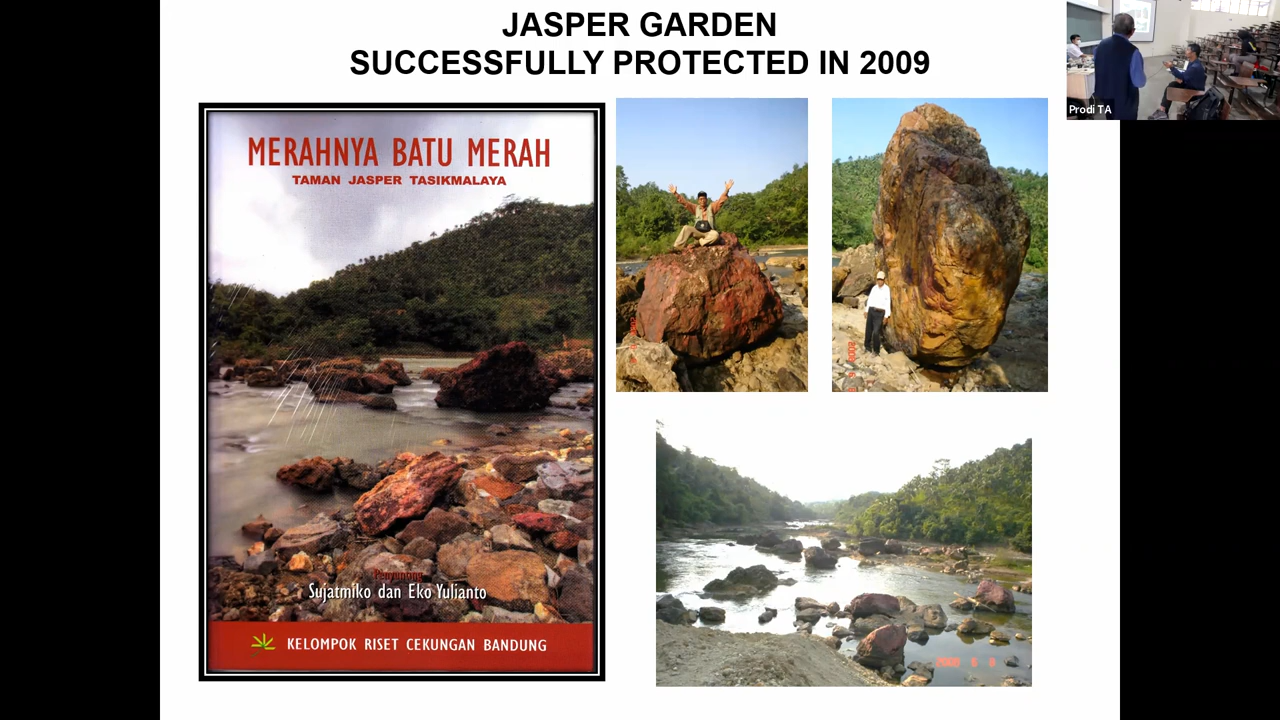 JASPER GARDEN
SUCCESSFULLY PROTECTED IN 2009
MERAHNYA BATU MERAH
TAMAN JASPER TASIKMALAYA
Penyunting
Sujatmiko dan Eko Yulianto
KELOMPOK RISET CEKUNGAN BANDUNG
Prodi TA